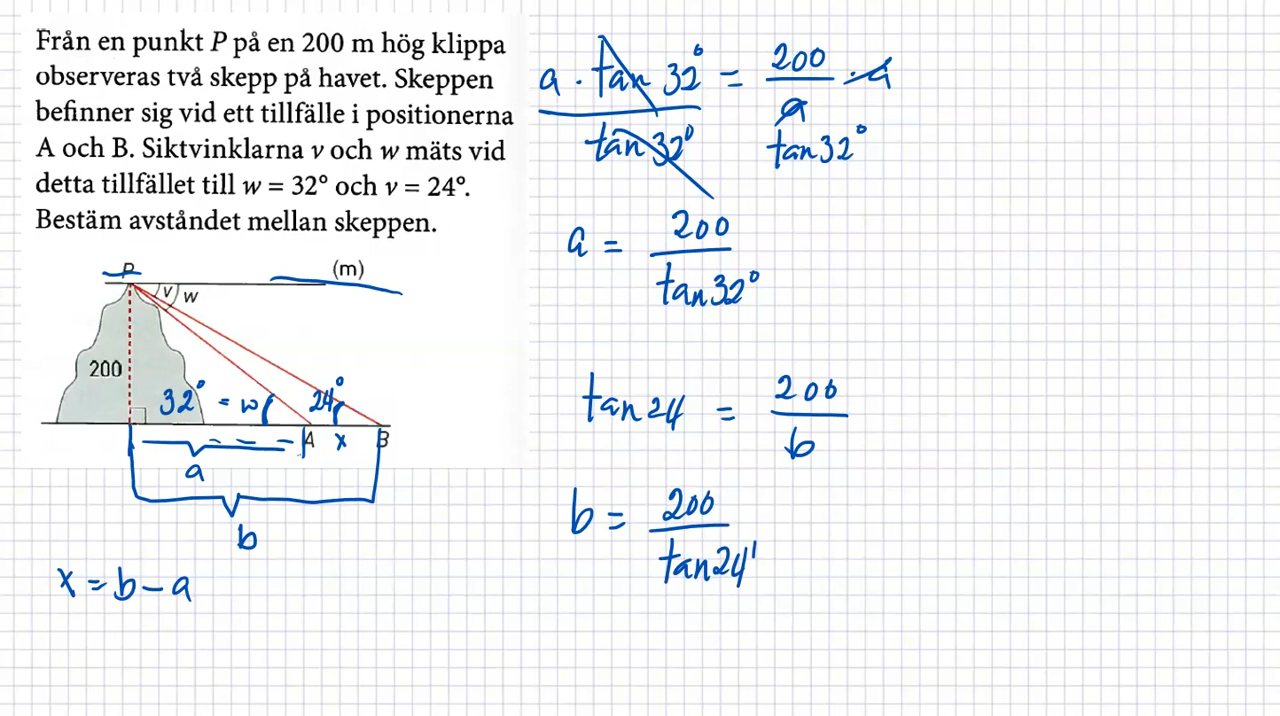 Från en punkt P på en 200 m hög klippa
observeras två skepp på havet. Skeppen
befinner sig vid ett tillfälle i positionerna
A och B. Siktvinklarna v och w mäts vid
detta tillfället till w = 32° och v = 24°.
Bestäm avståndet mellan skeppen.
P (m)
v w
200
32° = w 24°
A x B
a
b
x = b - a
a · tan 32° = 200 · a
a
tan 32° tan 32°
a = 200
tan 32°
tan 24 = 200
b
b = 200
tan 24'